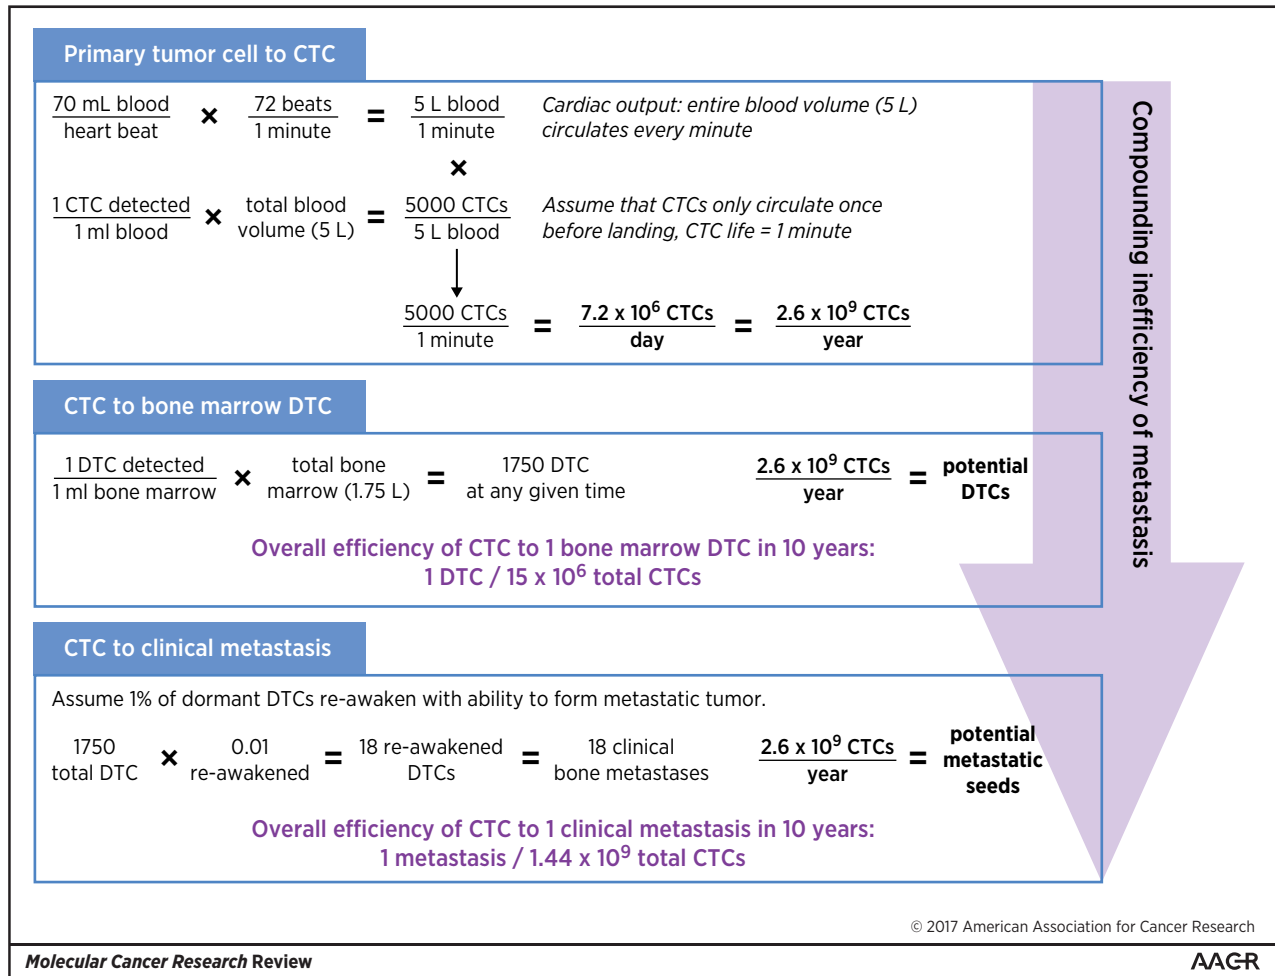 Primary tumor cell to CTC
70 mL blood × 72 beats = 5 L blood Cardiac output: entire blood volume (5 L)
heart beat 1 minute 1 minute circulates every minute
×
1 CTC detected × total blood = 5000 CTCs Assume that CTCs only circulate once
1 ml blood volume (5 L) 5 L blood before landing, CTC life = 1 minute
5000 CTCs = 7.2 x 10⁶ CTCs = 2.6 x 10⁹ CTCs
1 minute day year
Compounding inefficiency of metastasis
CTC to bone marrow DTC
1 DTC detected × total bone = 1750 DTC 2.6 x 10⁹ CTCs = potential
1 ml bone marrow marrow (1.75 L) at any given time year DTCs
Overall efficiency of CTC to 1 bone marrow DTC in 10 years:
1 DTC / 15 x 10⁶ total CTCs
CTC to clinical metastasis
Assume 1% of dormant DTCs re-awaken with ability to form metastatic tumor.
1750 × 0.01 = 18 re-awakened = 18 clinical 2.6 x 10⁹ CTCs = potential
total DTC re-awakened DTCs bone metastases year metastatic
seeds
Overall efficiency of CTC to 1 clinical metastasis in 10 years:
1 metastasis / 1.44 x 10⁹ total CTCs
© 2017 American Association for Cancer Research
Molecular Cancer Research Review AACR